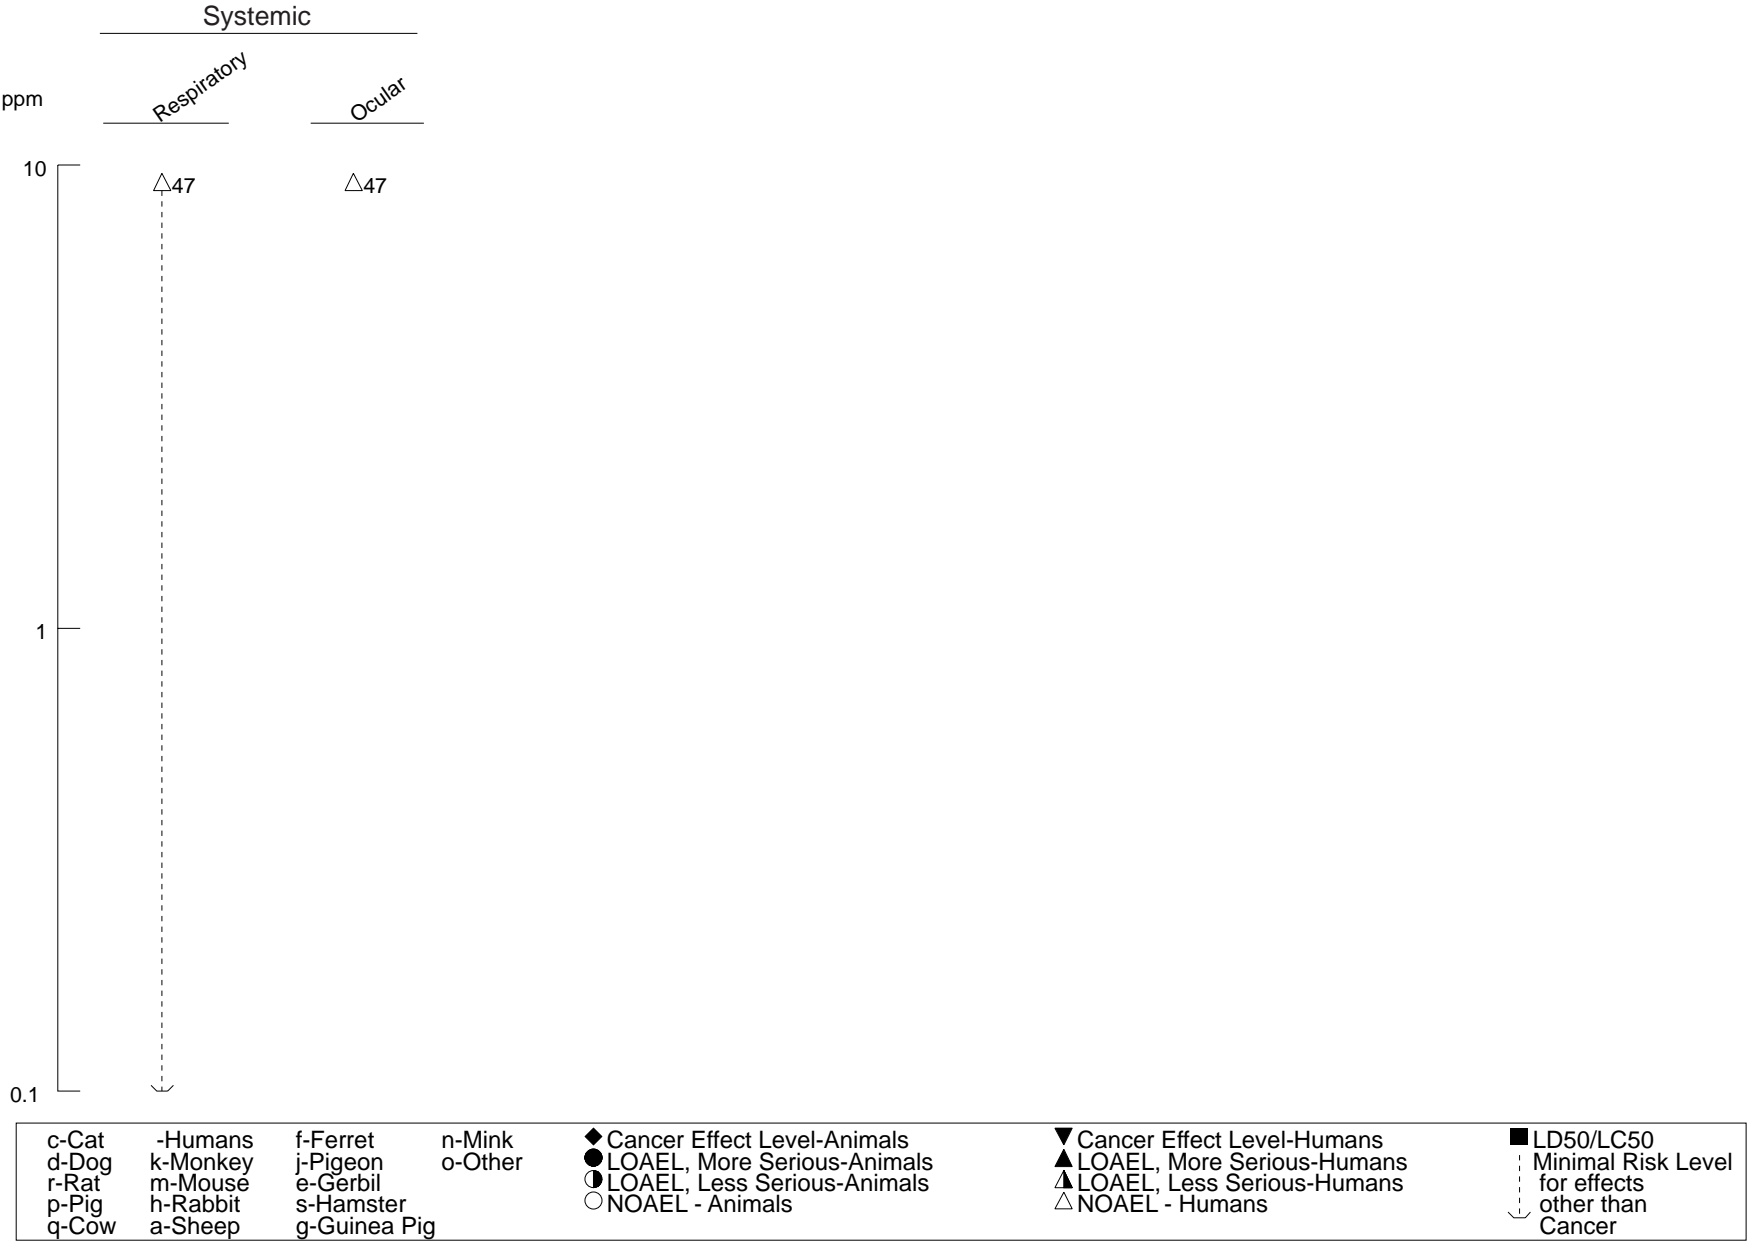 Systemic
Respiratory Ocular
ppm
10
47 47
1
0.1
c-Cat -Humans f-Ferret n-Mink Cancer Effect Level-Animals Cancer Effect Level-Humans LD50/LC50
d-Dog k-Monkey j-Pigeon o-Other LOAEL, More Serious-Animals LOAEL, More Serious-Humans Minimal Risk Level
r-Rat m-Mouse e-Gerbil LOAEL, Less Serious-Animals LOAEL, Less Serious-Humans for effects
p-Pig h-Rabbit s-Hamster NOAEL - Animals NOAEL - Humans other than
q-Cow a-Sheep g-Guinea Pig Cancer